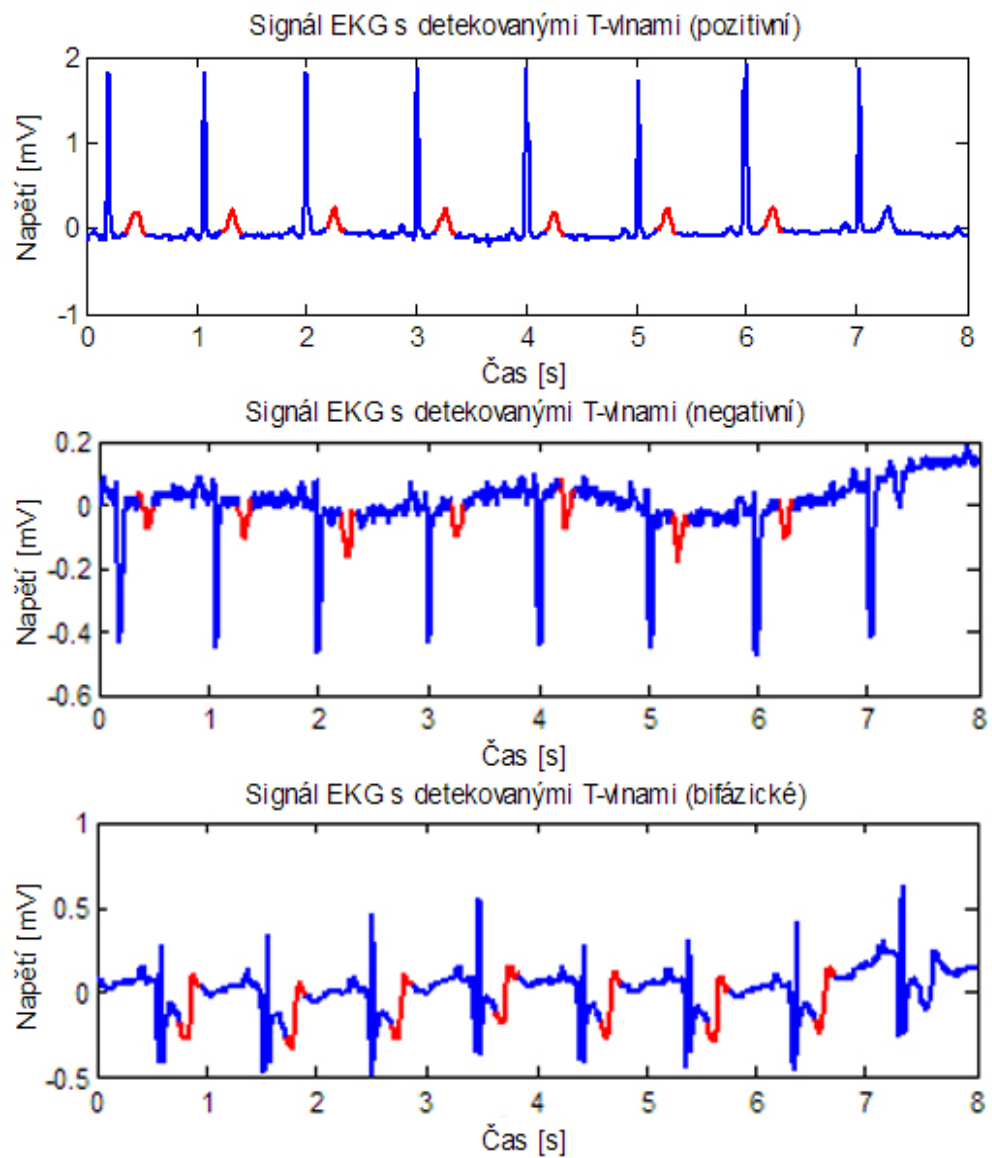 Signál EKG s detekovanými T-vlnami (pozitivní)
2
1
0
-1
Napětí [mV]
0 1 2 3 4 5 6 7 8
Čas [s]
Signál EKG s detekovanými T-vlnami (negativní)
0.2
0
-0.2
-0.4
-0.6
Napětí [mV]
0 1 2 3 4 5 6 7 8
Čas [s]
Signál EKG s detekovanými T-vlnami (bifázické)
1
0.5
0
-0.5
Napětí [mV]
0 1 2 3 4 5 6 7 8
Čas [s]